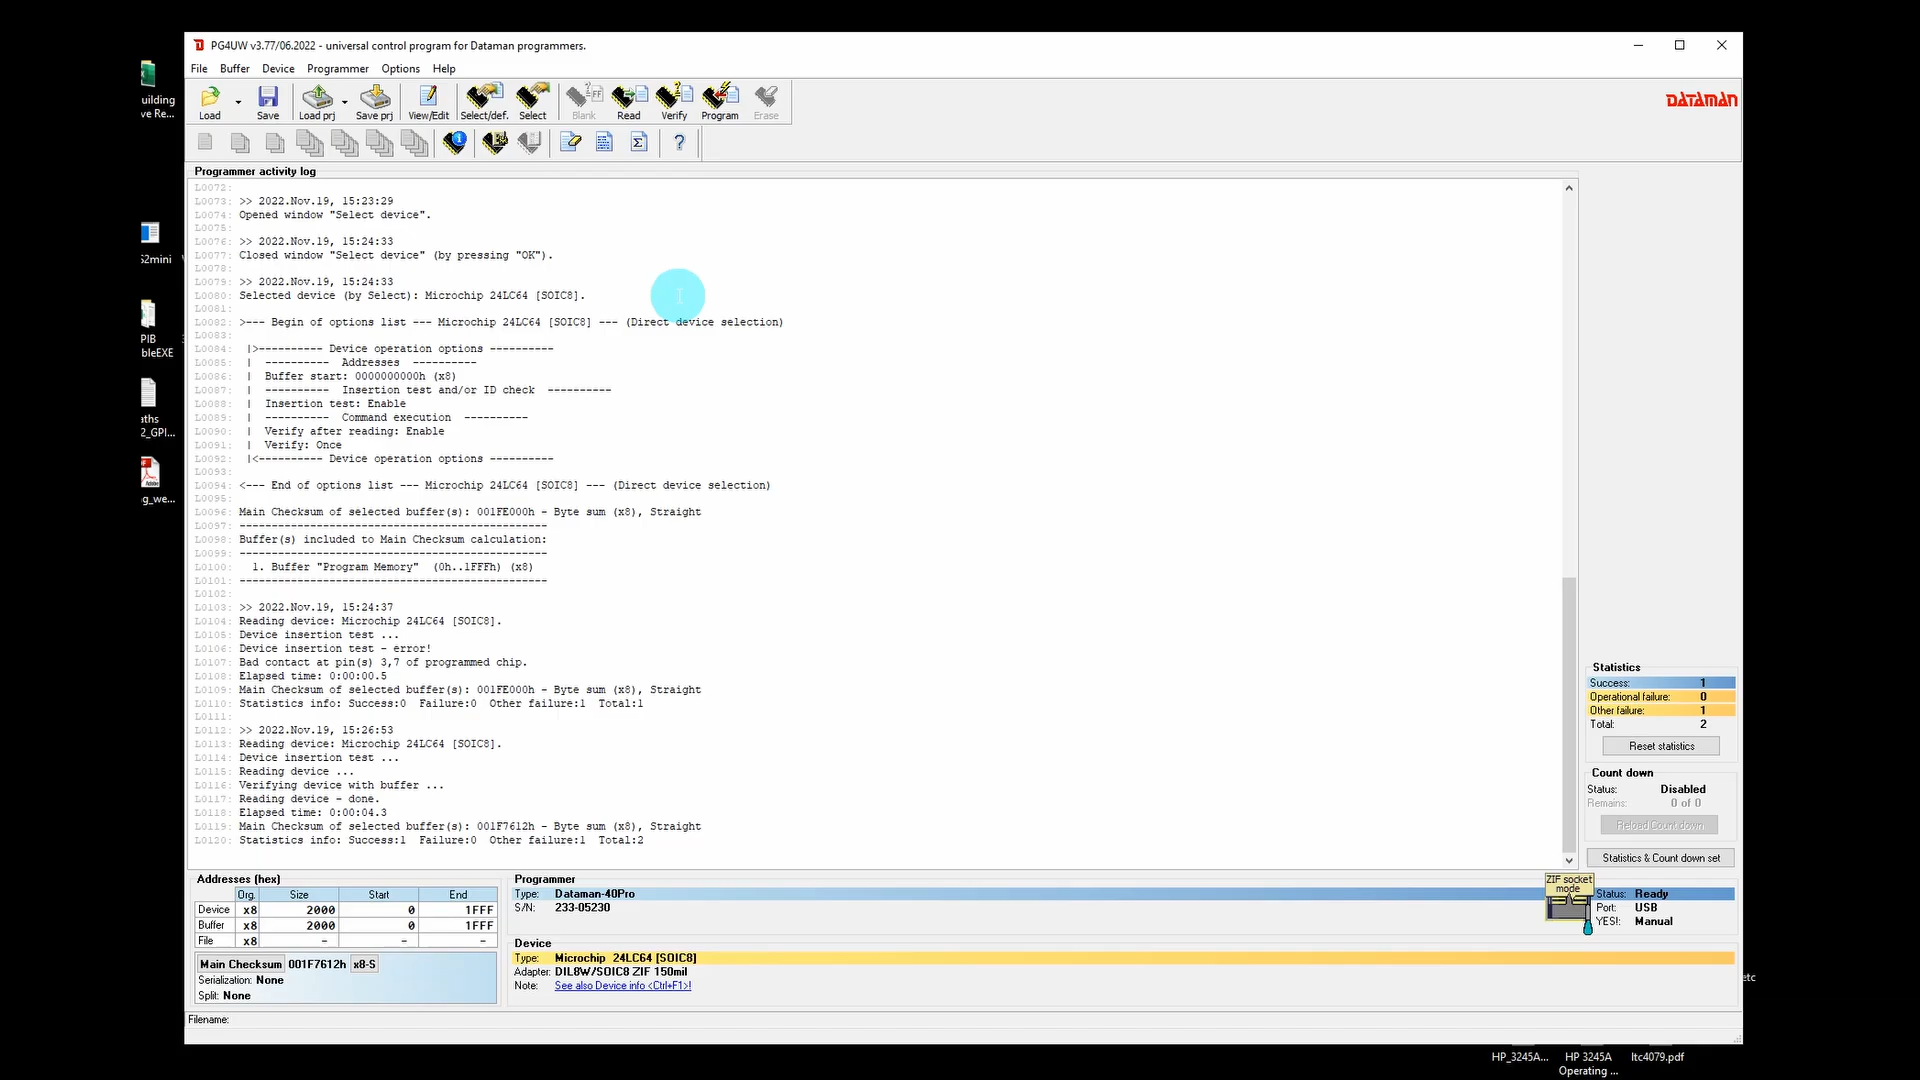 PG4UW v3.77/06.2022 - universal control program for Dataman programmers.
File Buffer Device Programmer Options Help
Load Save Load prj Save prj View/Edit Select/def. Select Blank Read Verify Program Erase
DATAMAN
Programmer activity log
L0072:
L0073: >> 2022.Nov.19, 15:23:29
L0074: Opened window "Select device".
L0075:
L0076: >> 2022.Nov.19, 15:24:33
L0077: Closed window "Select device" (by pressing "OK").
L0078:
L0079: >> 2022.Nov.19, 15:24:33
L0080: Selected device (by Select): Microchip 24LC64 [SOIC8].
L0081:
L0082: >--- Begin of options list --- Microchip 24LC64 [SOIC8] --- (Direct device selection)
L0083:
L0084: |>---------- Device operation options ----------
L0085: | ---------- Addresses ----------
L0086: | Buffer start: 0000000000h (x8)
L0087: | ---------- Insertion test and/or ID check ----------
L0088: | Insertion test: Enable
L0089: | ---------- Command execution ----------
L0090: | Verify after reading: Enable
L0091: | Verify: Once
L0092: |<---------- Device operation options ----------
L0093:
L0094: <--- End of options list --- Microchip 24LC64 [SOIC8] --- (Direct device selection)
L0095:
L0096: Main Checksum of selected buffer(s): 001FE000h - Byte sum (x8), Straight
L0097: ------------------------------------------------
L0098: Buffer(s) included to Main Checksum calculation:
L0099: ------------------------------------------------
L0100: 1. Buffer "Program Memory" (0h..1FFFh) (x8)
L0101: ------------------------------------------------
L0102:
L0103: >> 2022.Nov.19, 15:24:37
L0104: Reading device: Microchip 24LC64 [SOIC8].
L0105: Device insertion test ...
L0106: Device insertion test - error!
L0107: Bad contact at pin(s) 3,7 of programmed chip.
L0108: Elapsed time: 0:00:00.5
L0109: Main Checksum of selected buffer(s): 001FE000h - Byte sum (x8), Straight
L0110: Statistics info: Success:0 Failure:0 Other failure:1 Total:1
L0111:
L0112: >> 2022.Nov.19, 15:26:53
L0113: Reading device: Microchip 24LC64 [SOIC8].
L0114: Device insertion test ...
L0115: Reading device ...
L0116: Verifying device with buffer ...
L0117: Reading device - done.
L0118: Elapsed time: 0:00:04.3
L0119: Main Checksum of selected buffer(s): 001F7612h - Byte sum (x8), Straight
L0120: Statistics info: Success:1 Failure:0 Other failure:1 Total:2
Statistics
Success: 1
Operational failure: 0
Other failure: 1
Total: 2
Reset statistics
Count down
Status: Disabled
Remains: 0 of 0
Reload Count down
Statistics & Count down set
Addresses (hex)
Org. Size Start End
Device x8 2000 0 1FFF
Buffer x8 2000 0 1FFF
File x8 - - -
Main Checksum 001F7612h x8-S
Serialization: None
Split: None
Programmer
Type: Dataman-40Pro
S/N: 233-05230
ZIF socket
mode
Status: Ready
Port: USB
YES!: Manual
Device
Type: Microchip 24LC64 [SOIC8]
Adapter: DIL8W/SOIC8 ZIF 150mil
Note: See also Device info <Ctrl+F1>!
Filename:
uilding
ve Re...
S2mini
PIB
bleEXE
aths
2_GPI...
g_we...
etc
HP_3245A...
HP 3245A
Operating ...
ltc4079.pdf